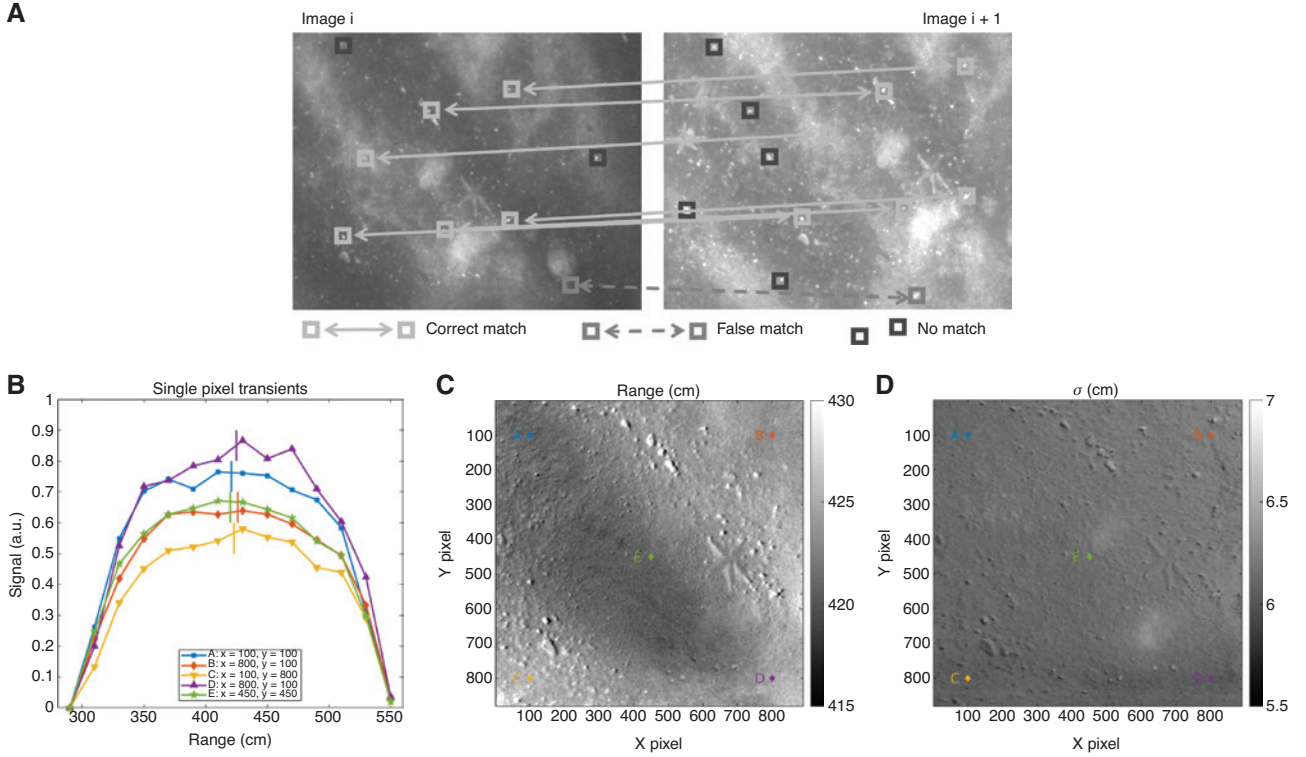 A
Image i
Image i + 1
Correct match
False match
No match
B
Single pixel transients
1
0.9
0.8
0.7
0.6
0.5
0.4
0.3
0.2
0.1
0
Signal (a.u.)
A: x = 100, y = 100
B: x = 800, y = 100
C: x = 100, y = 800
D: x = 800, y = 100
E: x = 450, y = 450
300 350 400 450 500 550
Range (cm)
C
Range (cm)
A
B
E
C
D
100
200
300
400
500
600
700
800
Y pixel
100 200 300 400 500 600 700 800
X pixel
430
425
420
415
D
σ (cm)
A
B
E
C
D
100
200
300
400
500
600
700
800
Y pixel
100 200 300 400 500 600 700 800
X pixel
7
6.5
6
5.5